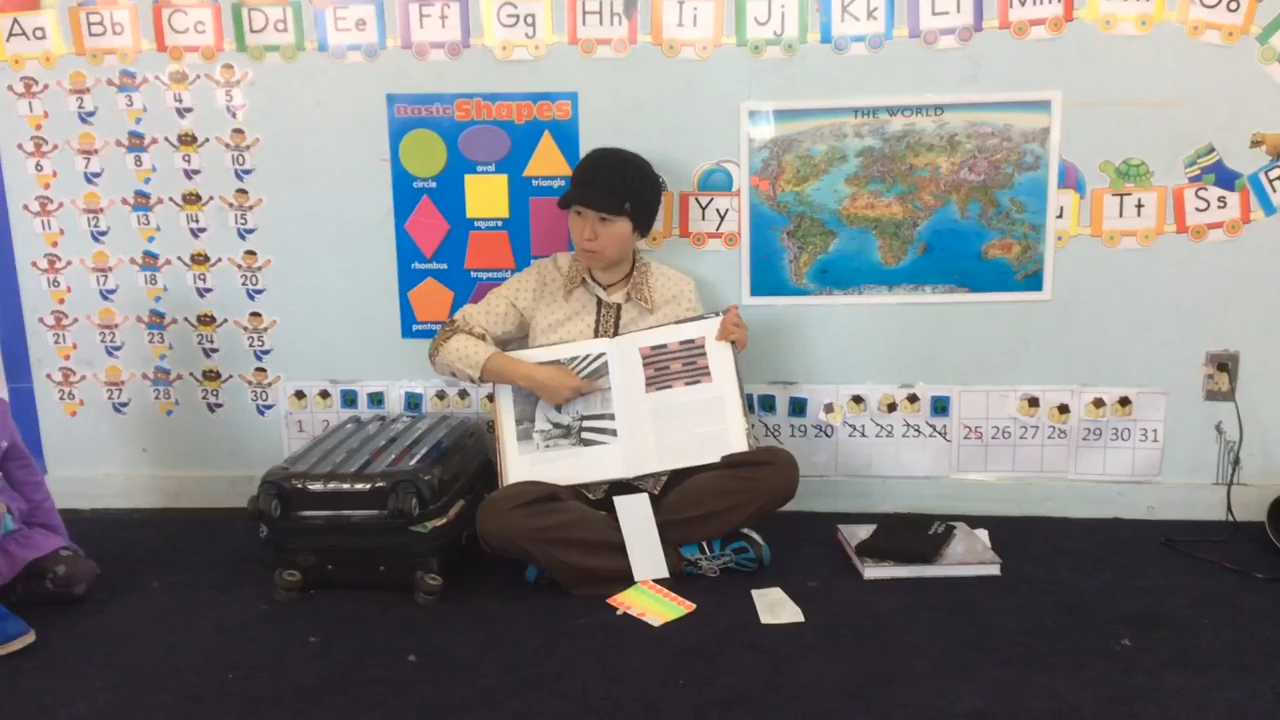 Aa Bb Cc Dd Ee Ff Gg Hh Ii Jj Kk
1 2 3 4 5
6 7 8 9 10
11 12 13 14 15
16 17 18 19 20
21 22 23 24 25
26 27 28 29 30
Basic Shapes
circle oval triangle
square
rhombus trapezoid
THE WORLD
Yy Tt Ss
1 2
18 19 20 21 22 23 24 25 26 27 28 29 30 31